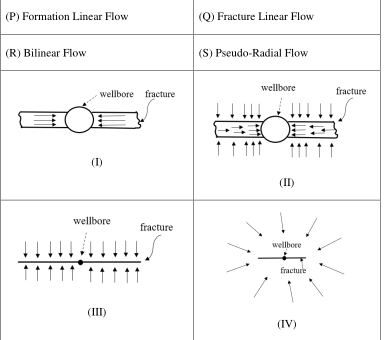 (P) Formation Linear Flow
(Q) Fracture Linear Flow
(R) Bilinear Flow
(S) Pseudo-Radial Flow
wellbore
fracture
(I)
wellbore
fracture
(II)
wellbore
fracture
(III)
wellbore
fracture
(IV)